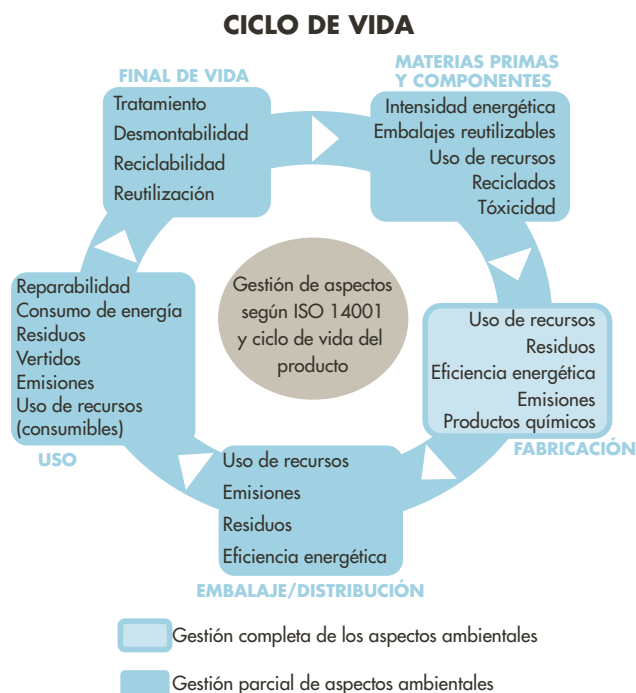 CICLO DE VIDA
FINAL DE VIDA
Tratamiento
Desmontabilidad
Reciclabilidad
Reutilización
MATERIAS PRIMAS
Y COMPONENTES
Intensidad energética
Embalajes reutilizables
Uso de recursos
Reciclados
Tóxicidad
Gestión de aspectos
según ISO 14001
y ciclo de vida del
producto
Reparabilidad
Consumo de energía
Residuos
Vertidos
Emisiones
Uso de recursos
(consumibles)
USO
Uso de recursos
Residuos
Eficiencia energética
Emisiones
Productos químicos
FABRICACIÓN
Uso de recursos
Emisiones
Residuos
Eficiencia energética
EMBALAJE/DISTRIBUCIÓN
Gestión completa de los aspectos ambientales
Gestión parcial de aspectos ambientales